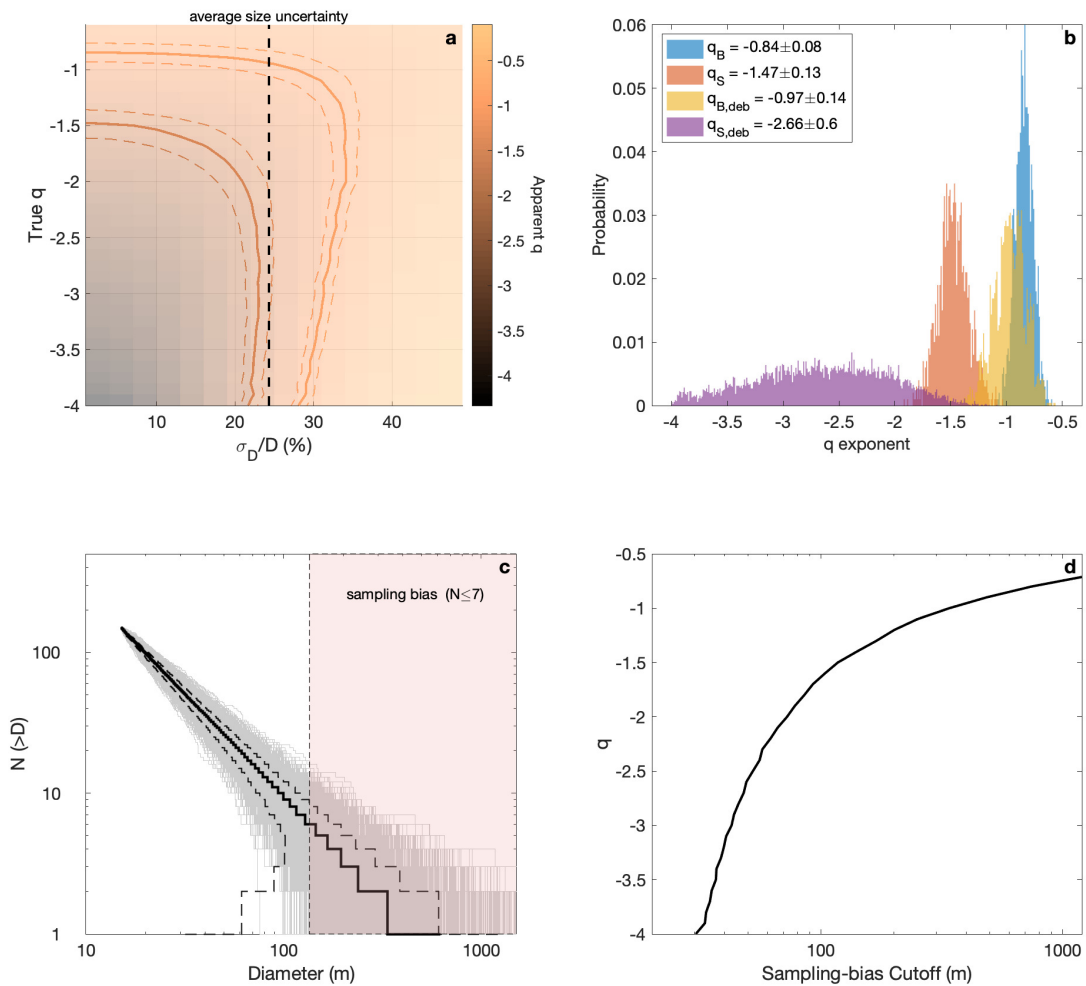 average size uncertainty
a
-1
-1.5
-2
-2.5
-3
-3.5
-4
True q
10
20
30
40
σ_D/D (%)
-0.5
-1
-1.5
-2
-2.5
-3
-3.5
-4
Apparent q
b
q_B = -0.84±0.08
q_S = -1.47±0.13
q_B,deb = -0.97±0.14
q_S,deb = -2.66±0.6
0.06
0.05
0.04
0.03
0.02
0.01
0
Probability
-4
-3.5
-3
-2.5
-2
-1.5
-1
-0.5
q exponent
c
sampling bias (N≤7)
100
10
1
N (>D)
10
100
1000
Diameter (m)
d
-0.5
-1
-1.5
-2
-2.5
-3
-3.5
-4
q
100
1000
Sampling-bias Cutoff (m)